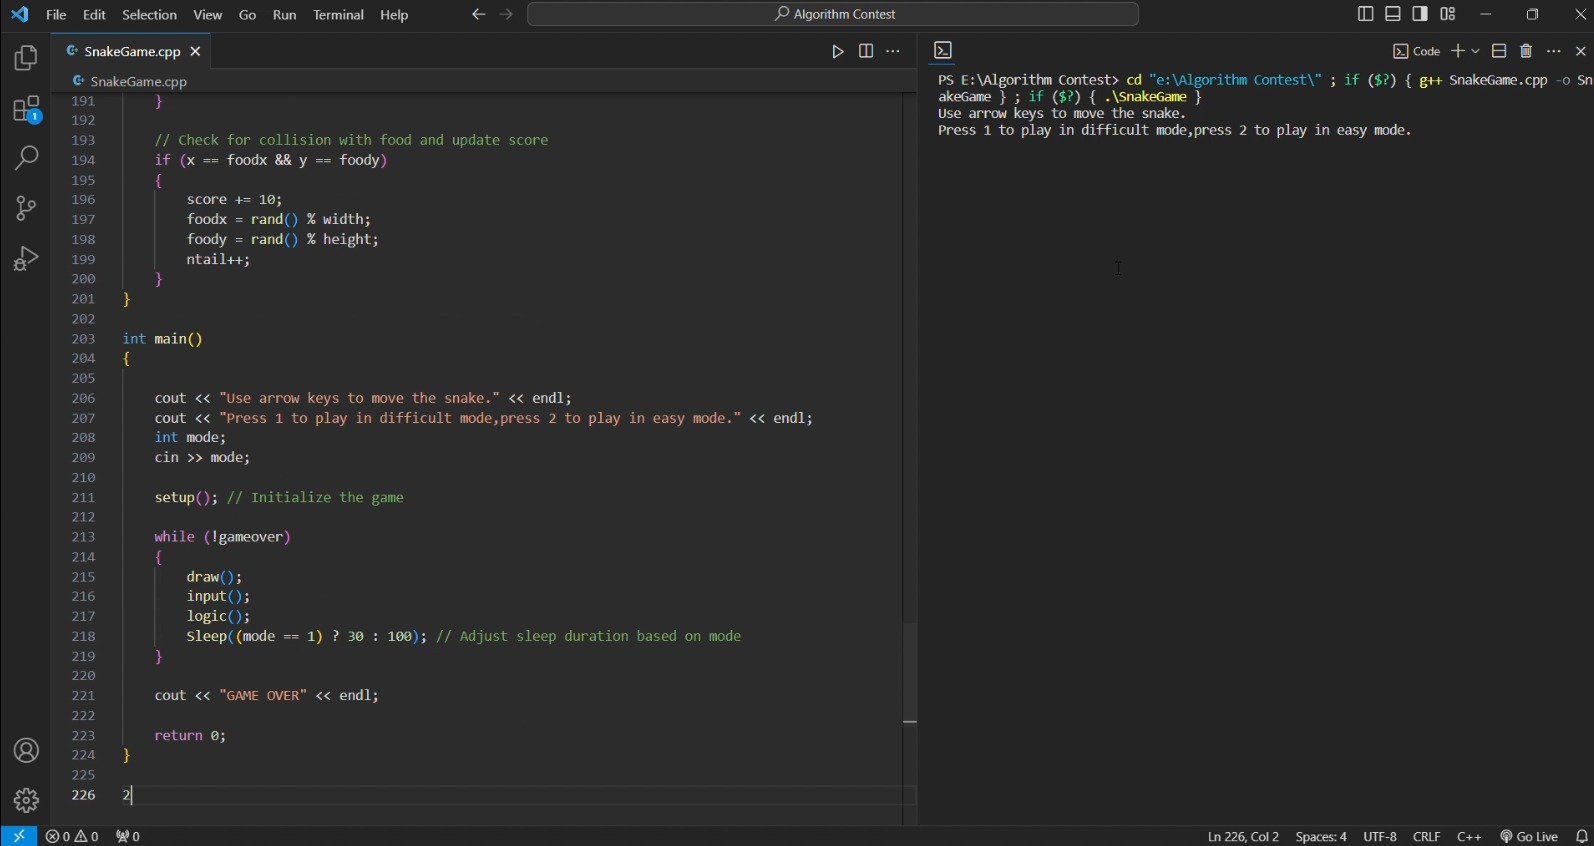 File Edit Selection View Go Run Terminal Help
Algorithm Contest
SnakeGame.cpp
SnakeGame.cpp
191 }
192
193 // Check for collision with food and update score
194 if (x == foodx && y == foody)
195 {
196 score += 10;
197 foodx = rand() % width;
198 foody = rand() % height;
199 ntail++;
200 }
201 }
202
203 int main()
204 {
205
206 cout << "Use arrow keys to move the snake." << endl;
207 cout << "Press 1 to play in difficult mode,press 2 to play in easy mode." << endl;
208 int mode;
209 cin >> mode;
210
211 setup(); // Initialize the game
212
213 while (!gameover)
214 {
215 draw();
216 input();
217 logic();
218 Sleep((mode == 1) ? 30 : 100); // Adjust sleep duration based on mode
219 }
220
221 cout << "GAME OVER" << endl;
222
223 return 0;
224 }
225
226 2
Code
PS E:\Algorithm Contest> cd "e:\Algorithm Contest\" ; if ($?) { g++ SnakeGame.cpp -o Sn
akeGame } ; if ($?) { .\SnakeGame }
Use arrow keys to move the snake.
Press 1 to play in difficult mode,press 2 to play in easy mode.
1
0 0 0
Ln 226, Col 2 Spaces: 4 UTF-8 CRLF C++ Go Live